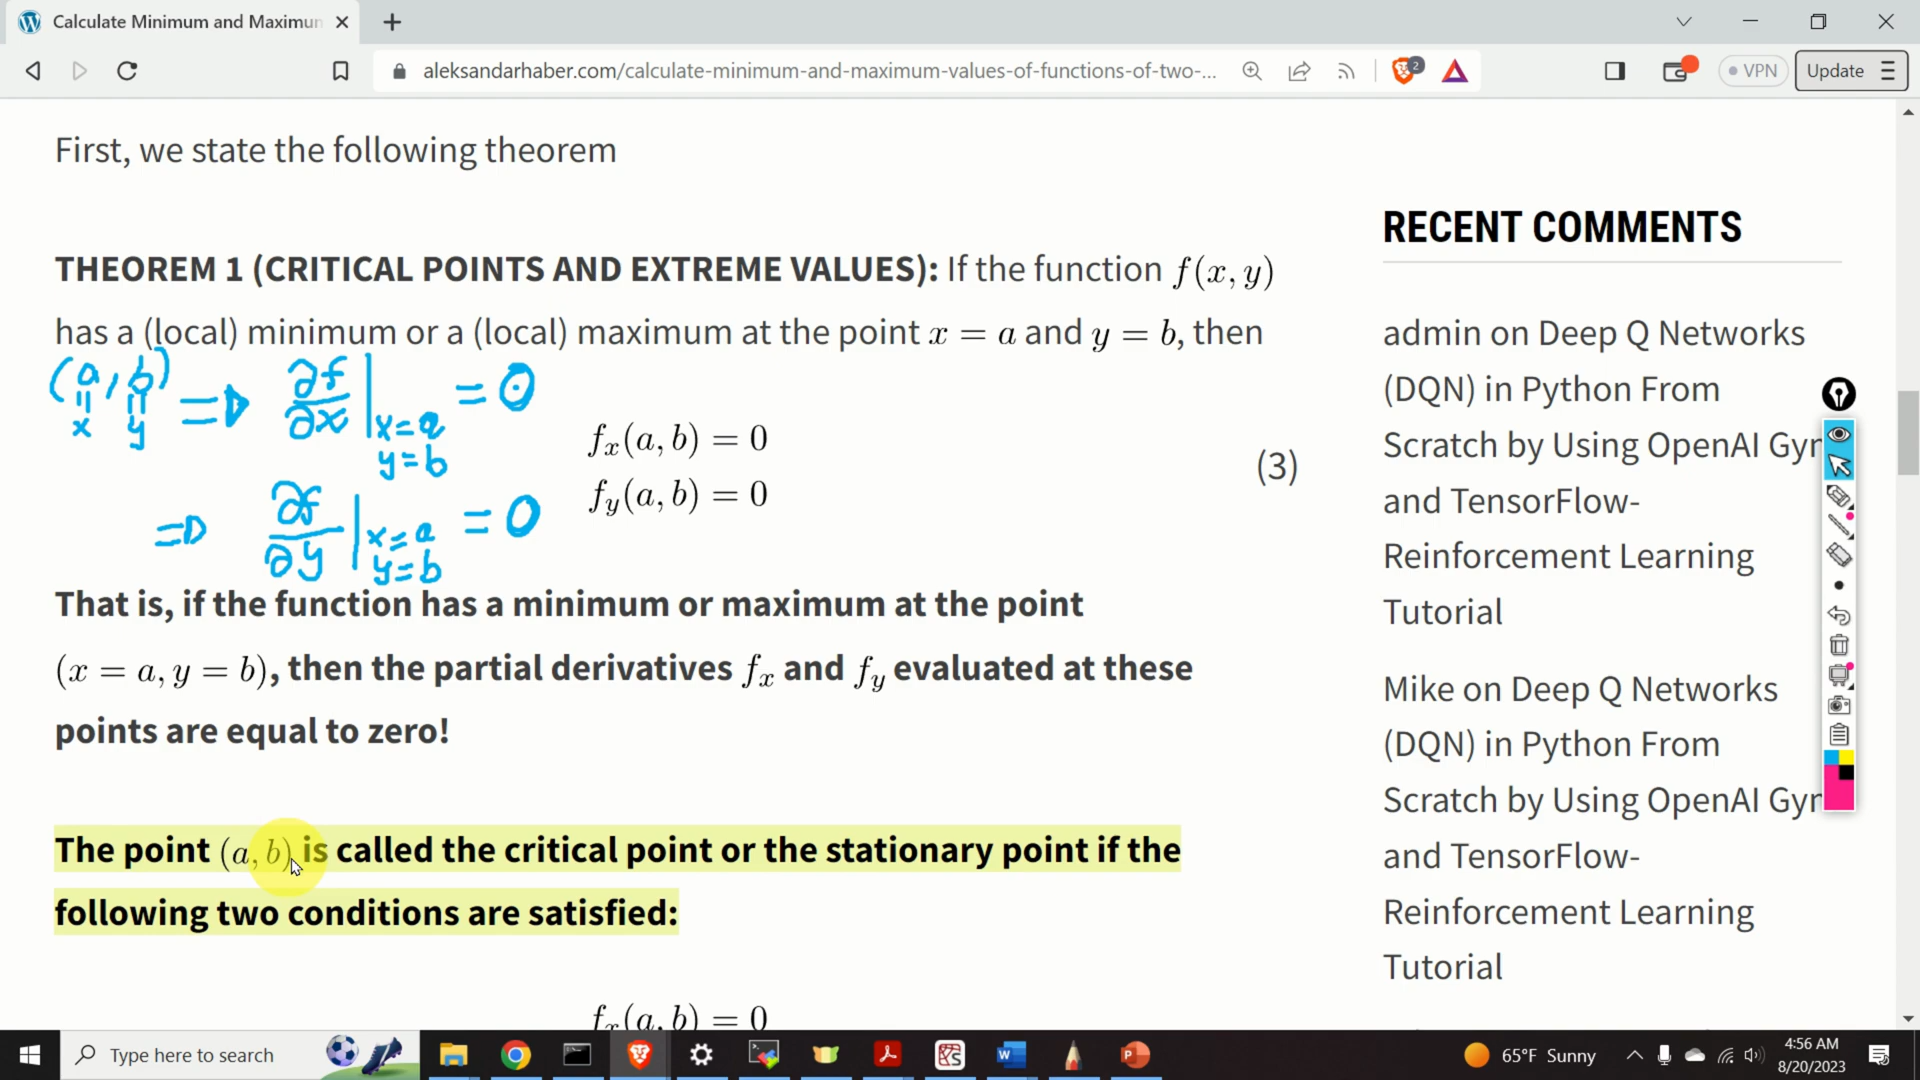 Calculate Minimum and Maximun
aleksandarhaber.com/calculate-minimum-and-maximum-values-of-functions-of-two-...
2
VPN
Update
First, we state the following theorem
THEOREM 1 (CRITICAL POINTS AND EXTREME VALUES): If the function f(x, y)
has a (local) minimum or a (local) maximum at the point x = a and y = b, then
(a, b) ⇒ ∂f/∂x | x=a = 0
x y y=b
f_x(a, b) = 0
f_y(a, b) = 0
(3)
⇒ ∂f/∂y | x=a = 0
y=b
That is, if the function has a minimum or maximum at the point
(x = a, y = b), then the partial derivatives f_x and f_y evaluated at these
points are equal to zero!
The point (a, b) is called the critical point or the stationary point if the
following two conditions are satisfied:
f_x(a, b) = 0
RECENT COMMENTS
admin on Deep Q Networks
(DQN) in Python From
Scratch by Using OpenAI Gyr
and TensorFlow-
Reinforcement Learning
Tutorial
Mike on Deep Q Networks
(DQN) in Python From
Scratch by Using OpenAI Gyr
and TensorFlow-
Reinforcement Learning
Tutorial
Type here to search
65°F Sunny
4:56 AM
8/20/2023